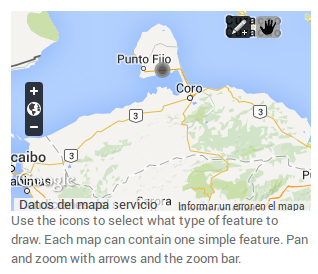 Punto Fijo
Coro
3
3
3
caibo
Datos del mapa servicio
Informar un error en el mapa
Use the icons to select what type of feature to
draw. Each map can contain one simple feature. Pan
and zoom with arrows and the zoom bar.